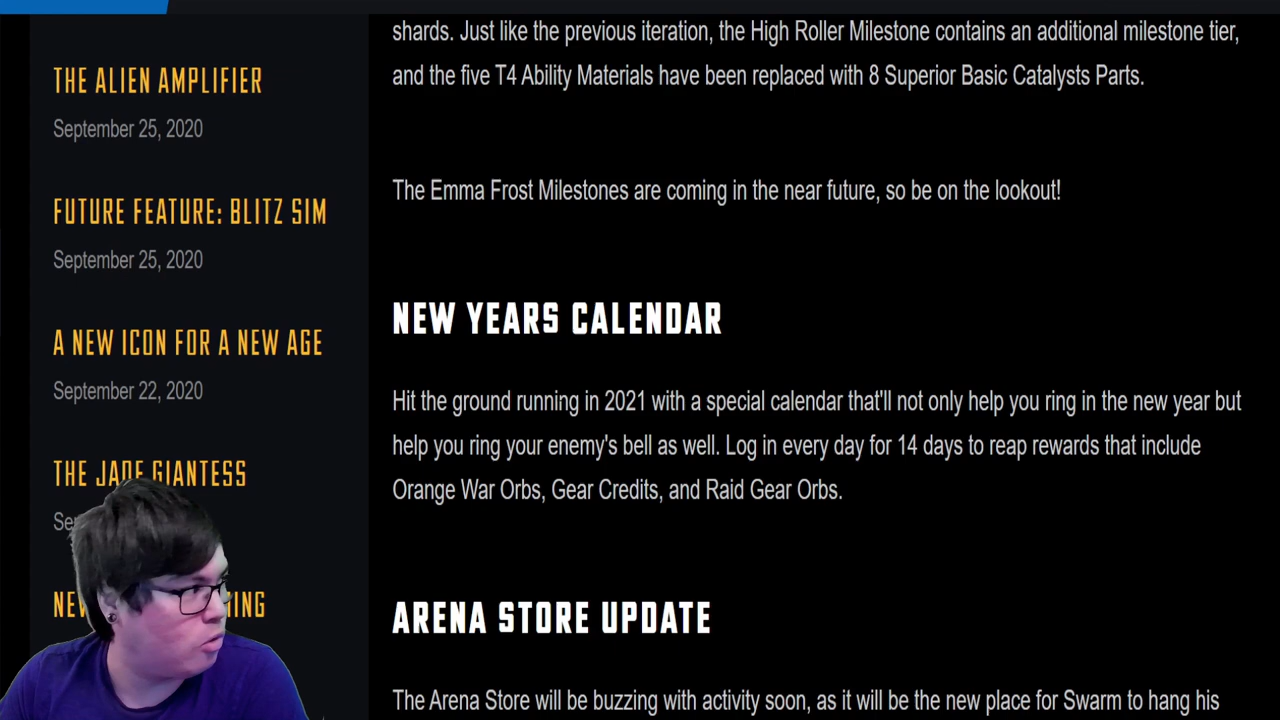 THE ALIEN AMPLIFIER
September 25, 2020
FUTURE FEATURE: BLITZ SIM
September 25, 2020
A NEW ICON FOR A NEW AGE
September 22, 2020
THE JADE GIANTESS
shards. Just like the previous iteration, the High Roller Milestone contains an additional milestone tier,
and the five T4 Ability Materials have been replaced with 8 Superior Basic Catalysts Parts.
The Emma Frost Milestones are coming in the near future, so be on the lookout!
NEW YEARS CALENDAR
Hit the ground running in 2021 with a special calendar that'll not only help you ring in the new year but
help you ring your enemy's bell as well. Log in every day for 14 days to reap rewards that include
Orange War Orbs, Gear Credits, and Raid Gear Orbs.
ARENA STORE UPDATE
The Arena Store will be buzzing with activity soon, as it will be the new place for Swarm to hang his